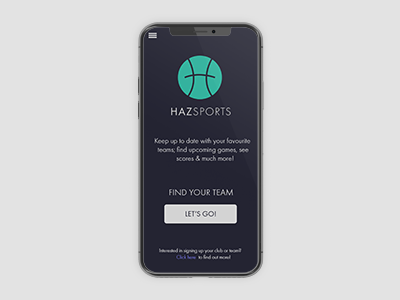 HAZSPORTS
Keep up to date with your favourite
teams; find upcoming games, see
scores & much more!
FIND YOUR TEAM
LET'S GO!
Interested in signing up your club or team?
Click here to find out more!